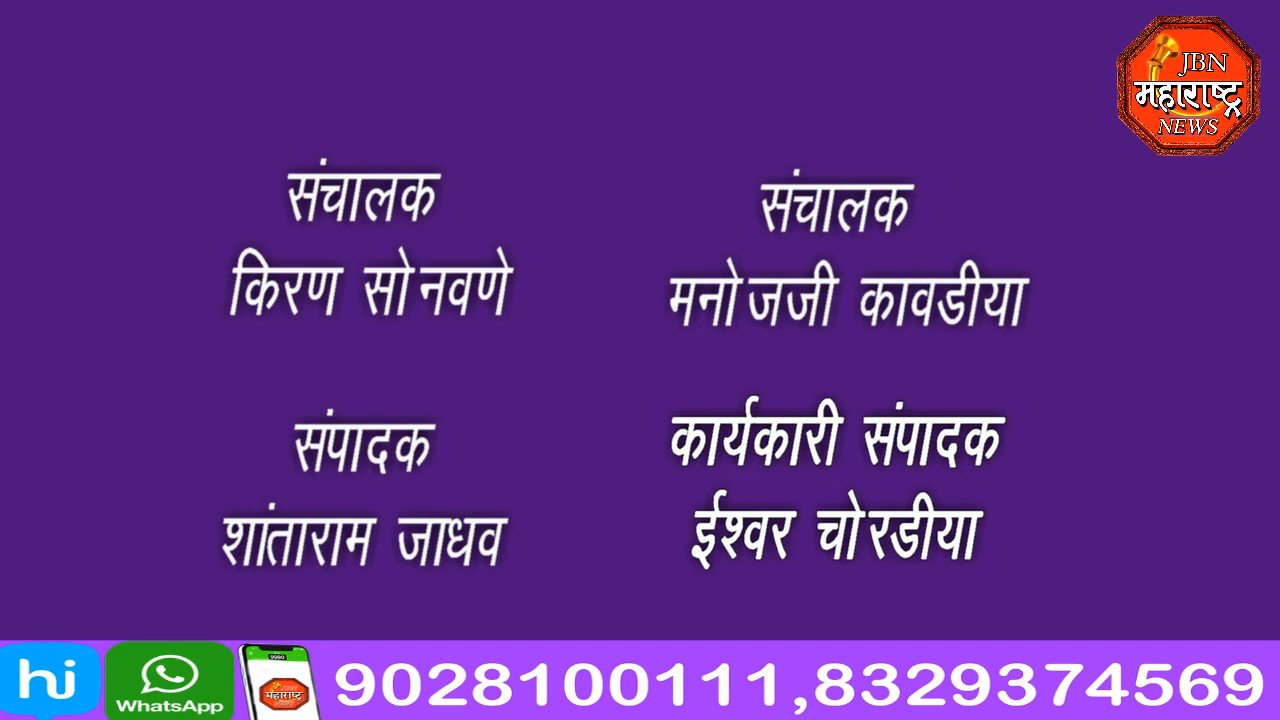 JBN
महाराष्ट्र
NEWS
संचालक
किरण सोनवणे
संचालक
मनोजजी कावडीया
संपादक
शांताराम जाधव
कार्यकारी संपादक
ईश्वर चोरडीया
hi
WhatsApp
महाराष्ट्र
9028100111,8329374569